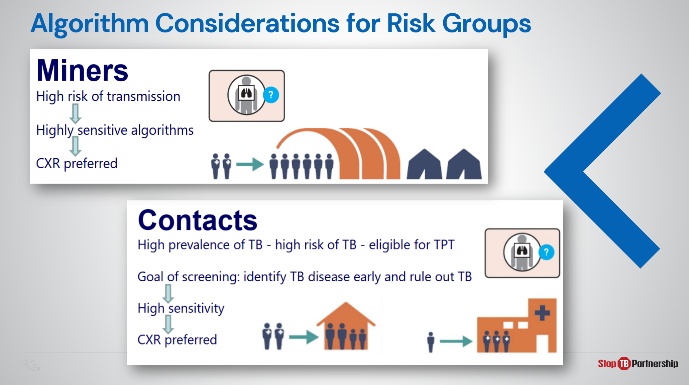 Algorithm Considerations for Risk Groups
Miners
High risk of transmission
Highly sensitive algorithms
CXR preferred
?
Contacts
High prevalence of TB - high risk of TB - eligible for TPT
Goal of screening: identify TB disease early and rule out TB
High sensitivity
CXR preferred
?
Stop TB Partnership